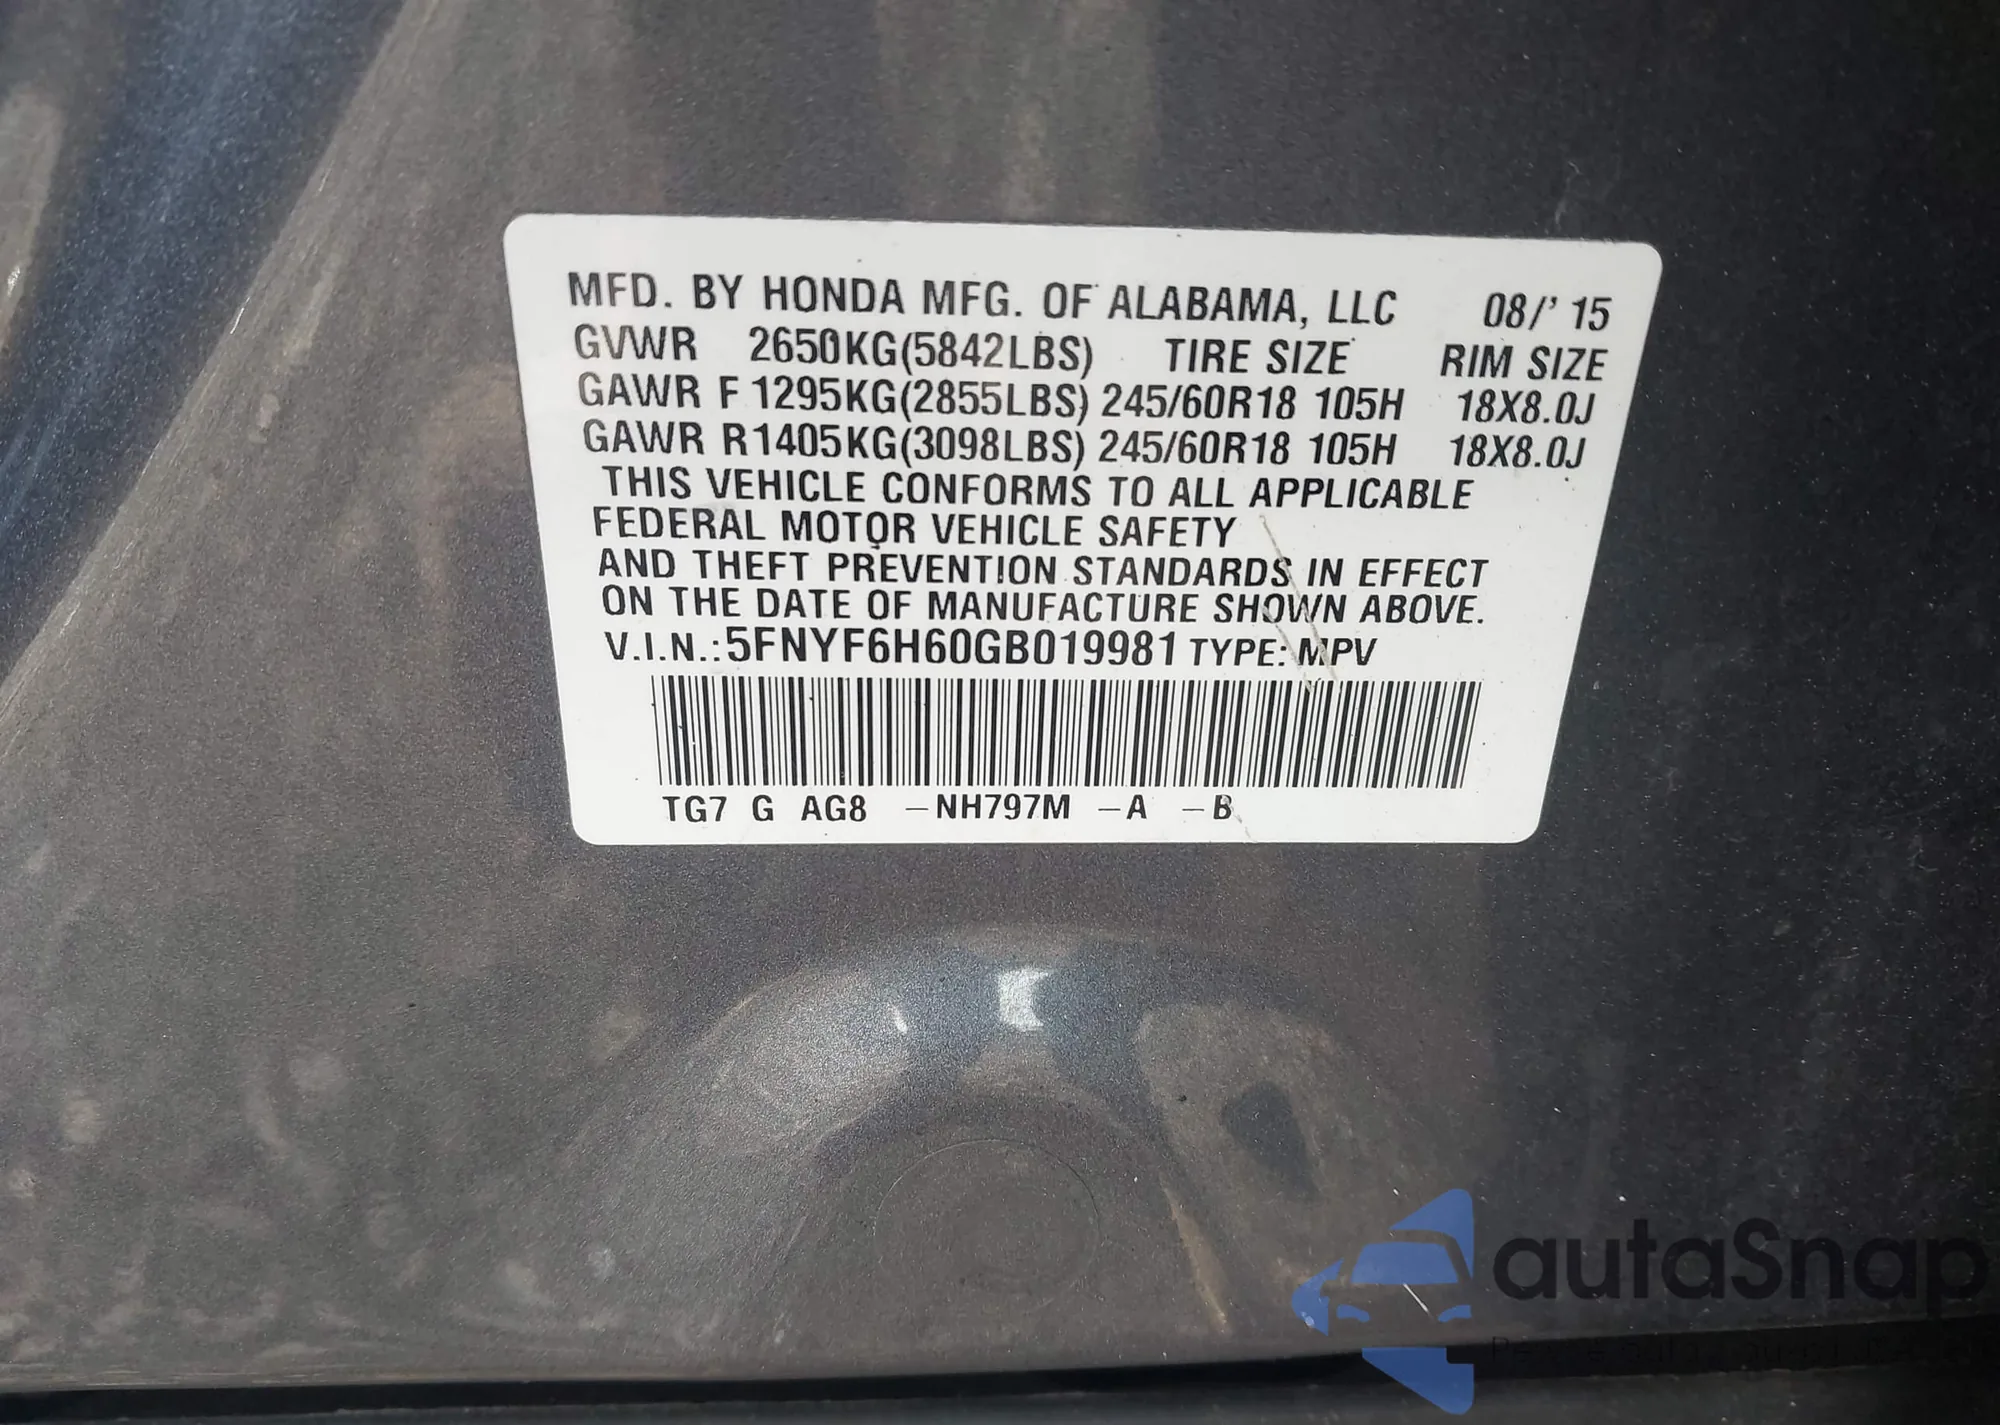 MFD. BY HONDA MFG. OF ALABAMA, LLC 08/' 15
GVWR 2650KG(5842LBS) TIRE SIZE RIM SIZE
GAWR F 1295KG(2855LBS) 245/60R18 105H 18X8.0J
GAWR R1405KG(3098LBS) 245/60R18 105H 18X8.0J
THIS VEHICLE CONFORMS TO ALL APPLICABLE
FEDERAL MOTOR VEHICLE SAFETY
AND THEFT PREVENTION STANDARDS IN EFFECT
ON THE DATE OF MANUFACTURE SHOWN ABOVE.
V.I.N.:5FNYF6H60GB019981 TYPE: MPV
TG7 G AG8 –NH797M –A –B
autaSnap